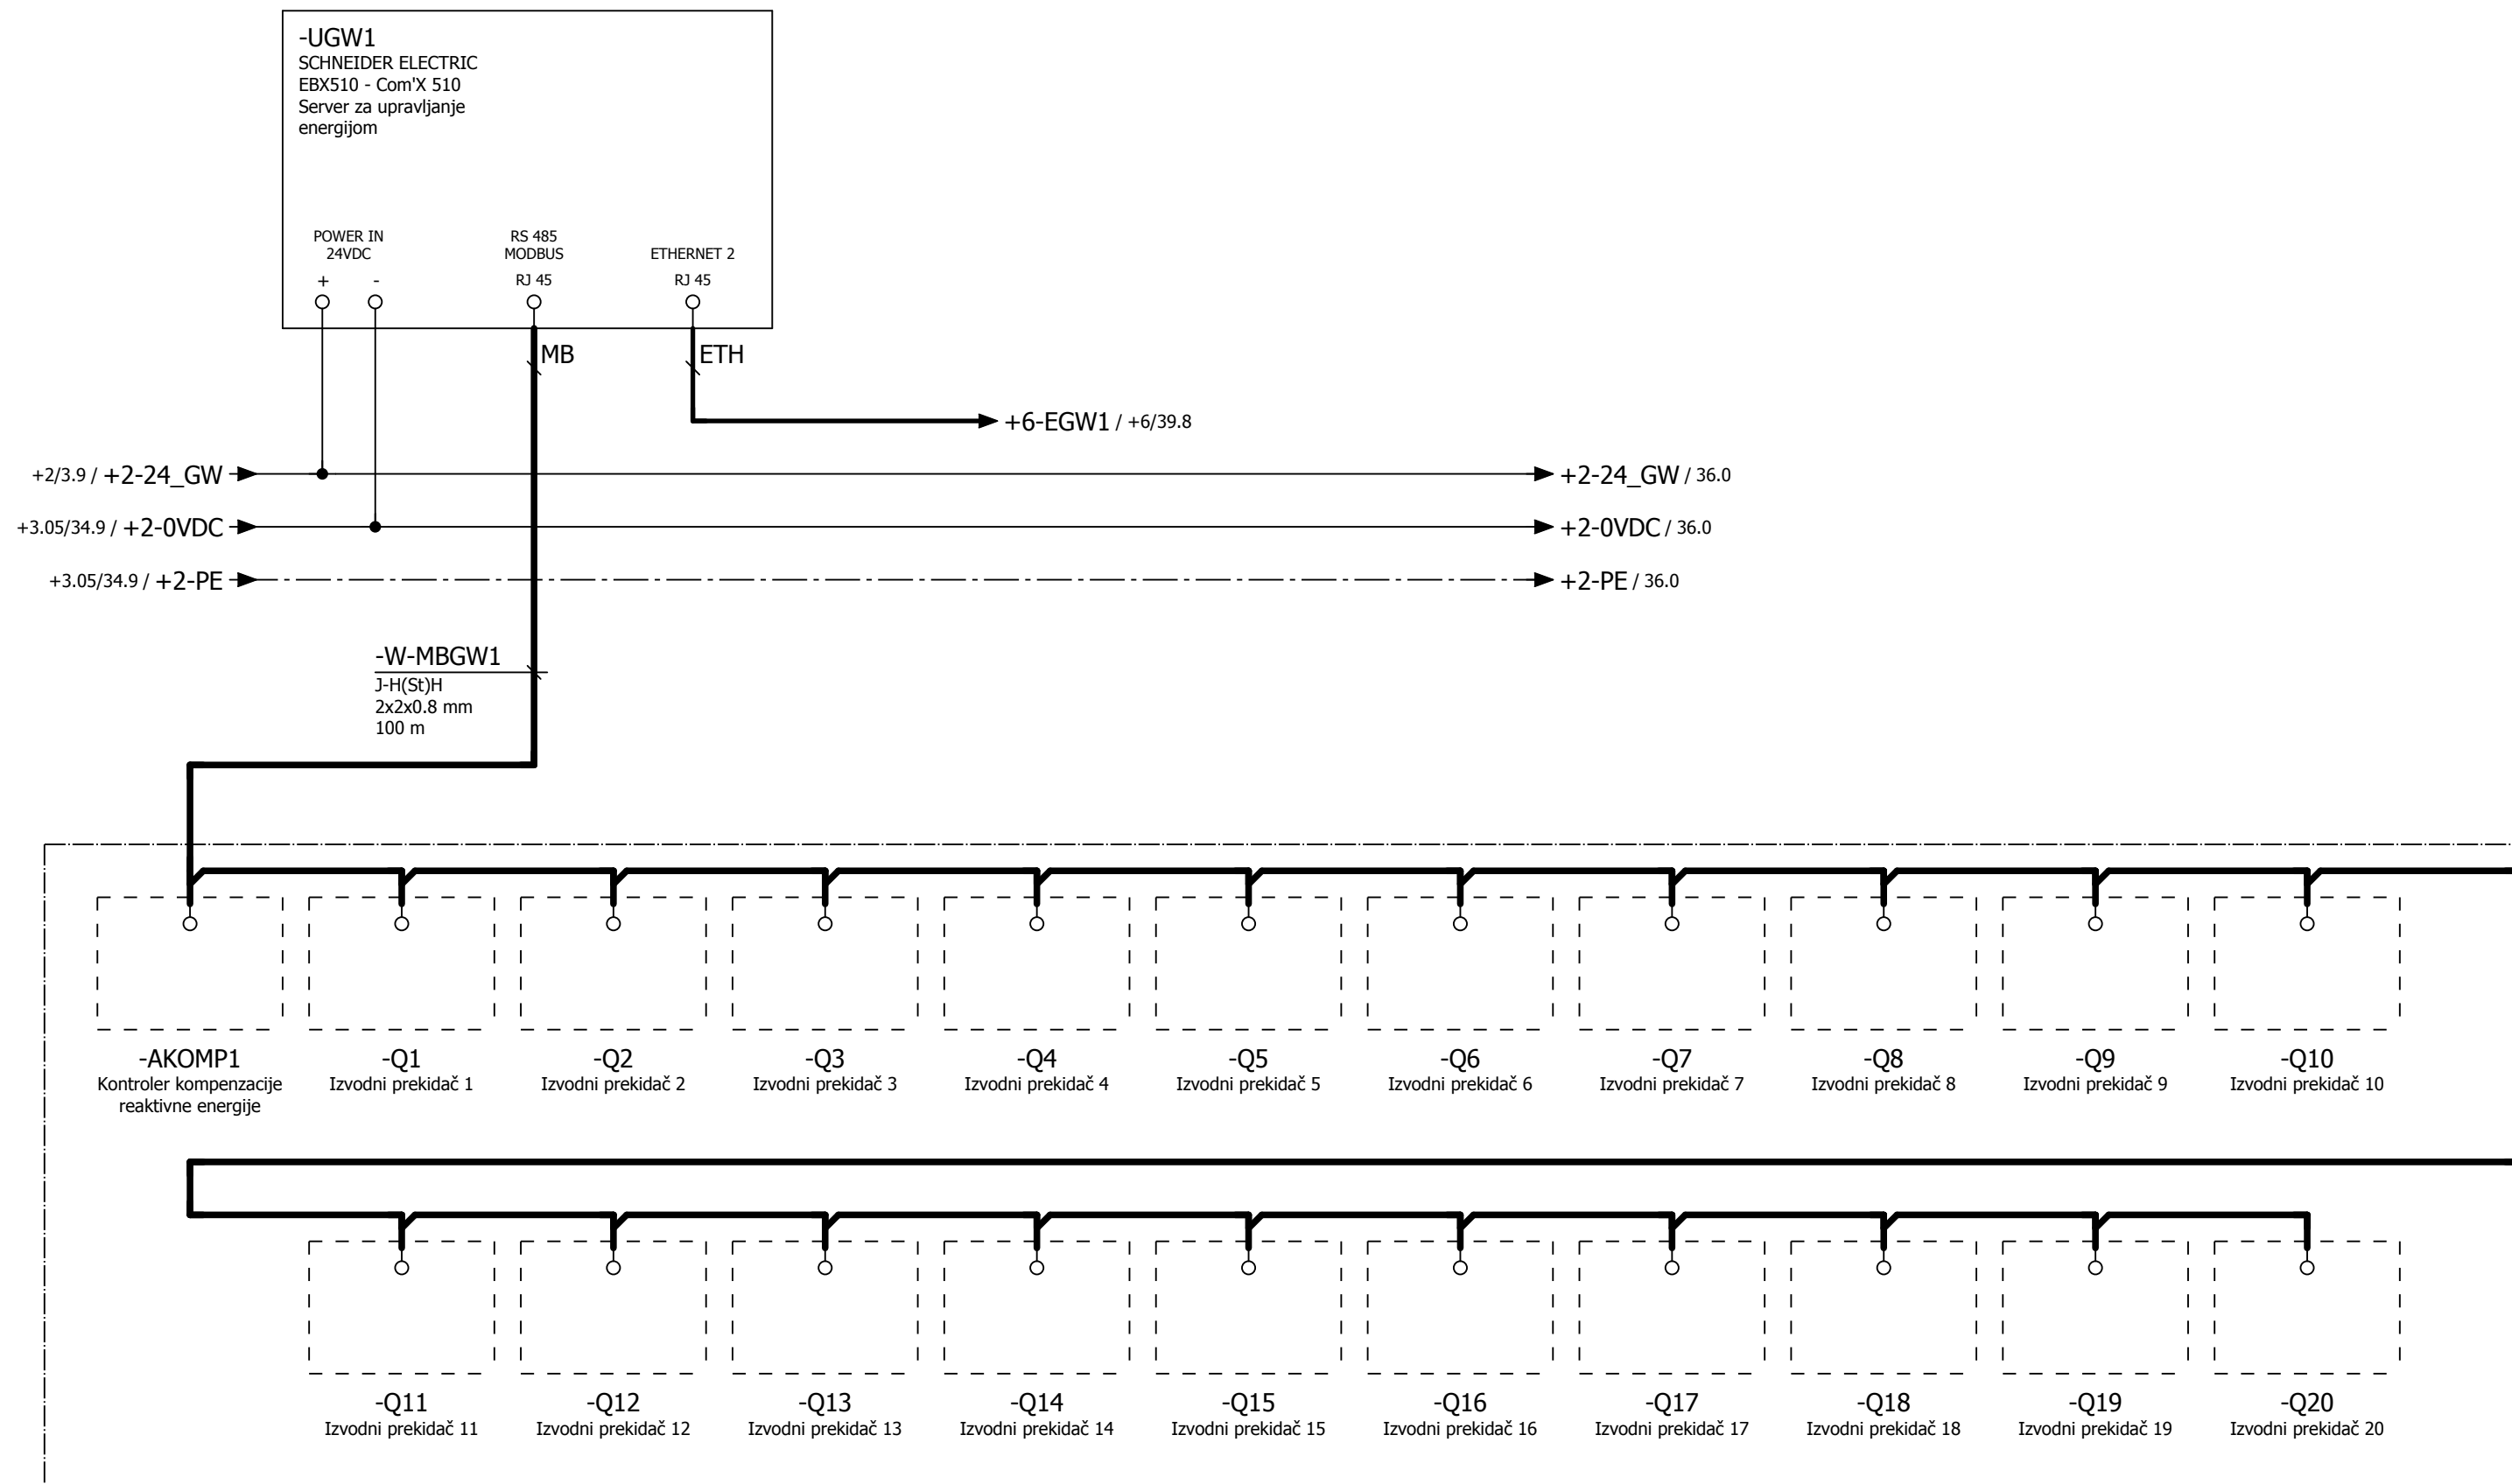 -UGW1
SCHNEIDER ELECTRIC
EBX510 - Com'X 510
Server za upravljanje
energijom
POWER IN
24VDC
+ -
RS 485
MODBUS
RJ 45
ETHERNET 2
RJ 45
MB
ETH
+6-EGW1 / +6/39.8
+2/3.9 / +2-24_GW
+2-24_GW / 36.0
+3.05/34.9 / +2-0VDC
+2-0VDC / 36.0
+3.05/34.9 / +2-PE
+2-PE / 36.0
-W-MBGW1
J-H(St)H
2x2x0.8 mm
100 m
-AKOMP1
Kontroler kompenzacije
reaktivne energije
-Q1
Izvodni prekidač 1
-Q2
Izvodni prekidač 2
-Q3
Izvodni prekidač 3
-Q4
Izvodni prekidač 4
-Q5
Izvodni prekidač 5
-Q6
Izvodni prekidač 6
-Q7
Izvodni prekidač 7
-Q8
Izvodni prekidač 8
-Q9
Izvodni prekidač 9
-Q10
Izvodni prekidač 10
-Q11
Izvodni prekidač 11
-Q12
Izvodni prekidač 12
-Q13
Izvodni prekidač 13
-Q14
Izvodni prekidač 14
-Q15
Izvodni prekidač 15
-Q16
Izvodni prekidač 16
-Q17
Izvodni prekidač 17
-Q18
Izvodni prekidač 18
-Q19
Izvodni prekidač 19
-Q20
Izvodni prekidač 20